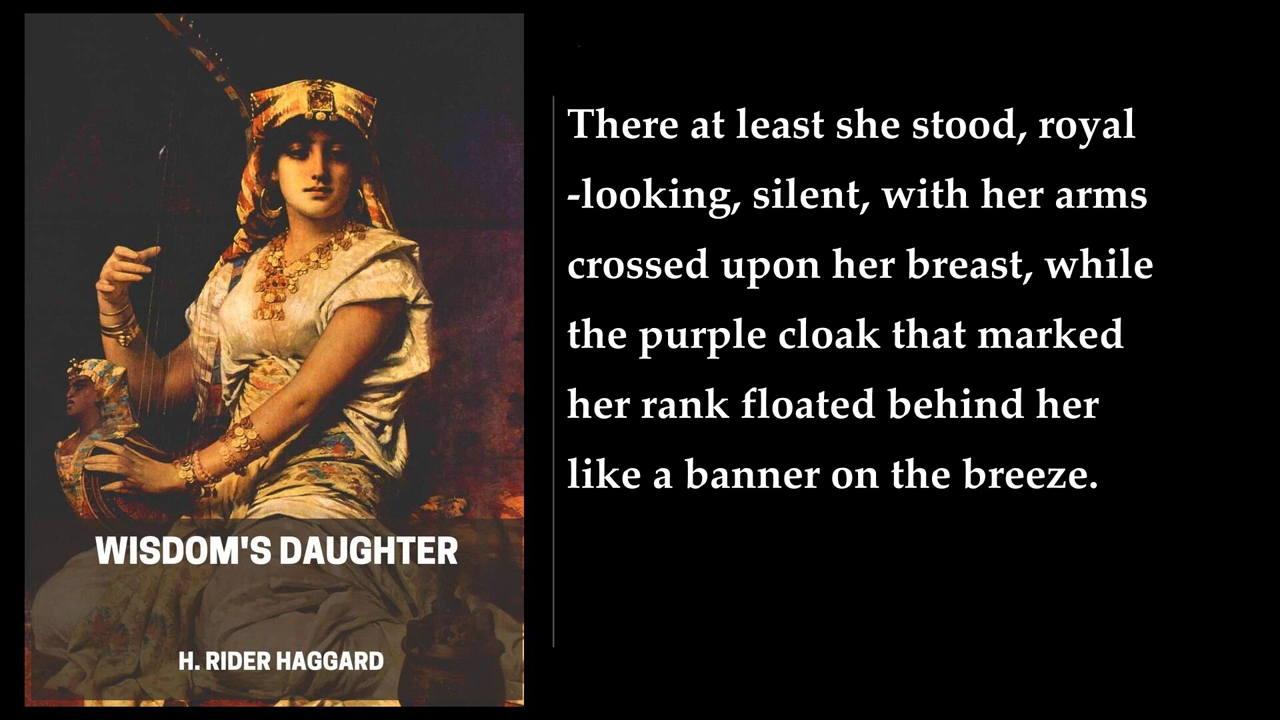 WISDOM'S DAUGHTER
H. RIDER HAGGARD
There at least she stood, royal
-looking, silent, with her arms
crossed upon her breast, while
the purple cloak that marked
her rank floated behind her
like a banner on the breeze.